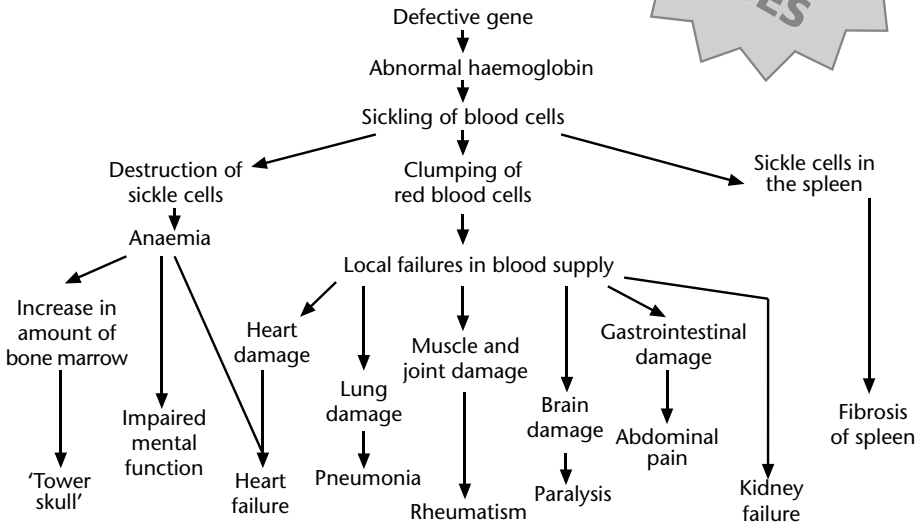 Defective gene
ES
Abnormal haemoglobin
Sickling of blood cells
Destruction of
sickle cells
Clumping of
red blood cells
Sickle cells in
the spleen
Anaemia
Local failures in blood supply
Increase in
amount of
bone marrow
Heart
damage
Lung
damage
Muscle and
joint damage
Brain
damage
Gastrointestinal
damage
Impaired
mental
function
Abdominal
pain
Fibrosis
of spleen
'Tower
skull'
Heart
failure
Pneumonia
Rheumatism
Paralysis
Kidney
failure